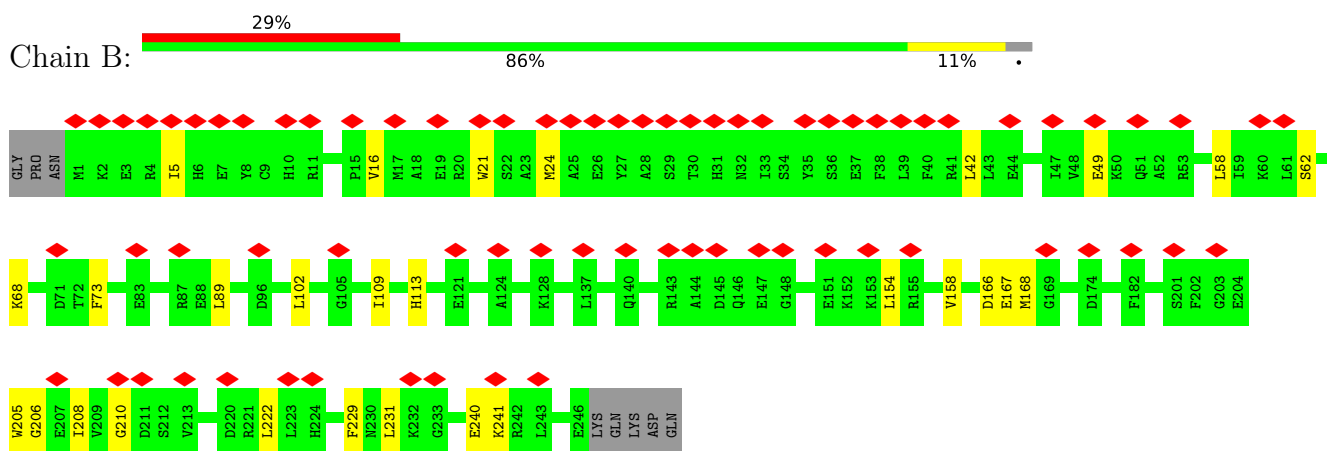 29%
Chain B:
86% 11% •
GLY PRO ASN M1 K2 E3 R4 I5 H6 E7 Y8 C9 H10 R11 P15 V16 M17 A18 E19 R20 W21 S22 A23 M24 A25 E26 Y27 A28 S29 T30 H31 N32 I33 S34 Y35 S36 E37 F38 L39 F40 R41 L42 L43 E44 I47 V48 E49 K50 Q51 A52 R53 L58 I59 K60 L61 S62
K68 D71 T72 F73 E83 R87 E88 L89 D96 L102 G105 I109 H113 E121 A124 K128 L137 Q140 R143 A144 D145 Q146 E147 G148 E151 K152 K153 L154 R155 V158 D166 E167 M168 G169 D174 F182 S201 F202 G203 E204
W205 G206 E207 I208 V209 G210 D211 S212 V213 D220 R221 L222 L223 H224 F229 N230 L231 K232 G233 E240 K241 R242 L243 E246 LYS GLN LYS ASP GLN